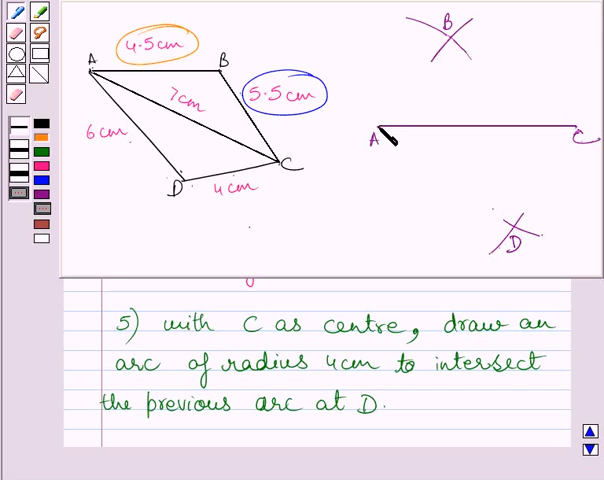 4.5cm
A
B
B
7cm
5.5cm
6cm
A
C
C
D
4cm
D
5) with C as centre, draw an
arc of radius 4cm to intersect
the previous arc at D.